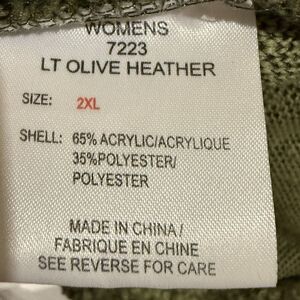 WOMENS
7223
LT OLIVE HEATHER
SIZE: 2XL
SHELL: 65% ACRYLIC/ACRYLIQUE
35%POLYESTER/
POLYESTER
MADE IN CHINA/
FABRIQUE EN CHINE
SEE REVERSE FOR CARE